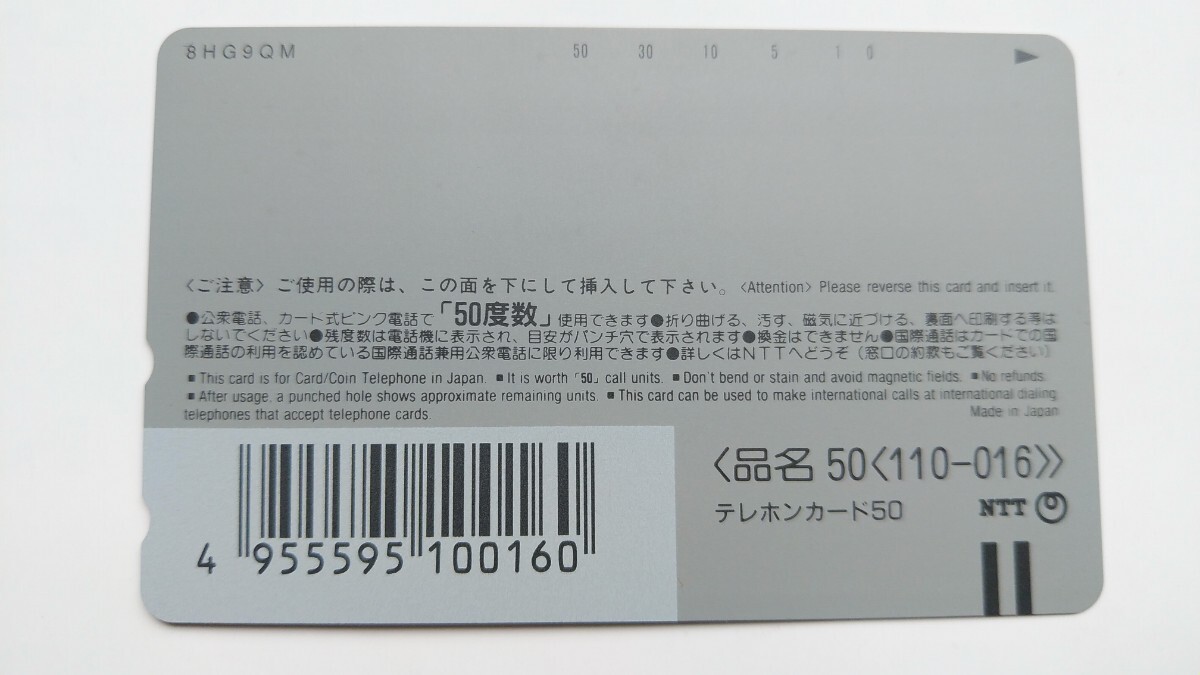 8HG9QM 50 30 10 5 1 0
〈ご注意〉ご使用の際は、この面を下にして挿入して下さい。〈Attention〉Please reverse this card and insert it.
●公衆電話、カード式ピンク電話で「50度数」使用できます●折り曲げる、汚す、磁気に近づける、裏面へ印刷する事は
しないでください●残度数は電話機に表示され、目安がパンチ穴で表示されます●換金はできません●国際通話はカードでの国
際通話の利用を認めている国際通話兼用公衆電話に限り利用できます●詳しくはNTTへどうぞ（窓口の約款もご覧ください）
■This card is for Card/Coin Telephone in Japan. ■It is worth「50」call units. ■Don't bend or stain and avoid magnetic fields. ■No refunds.
■After usage, a punched hole shows approximate remaining units. ■This card can be used to make international calls at international dialing
telephones that accept telephone cards.
Made in Japan
〈品名 50〈110-016〉〉
テレホンカード50 NTT
4 955595 100160